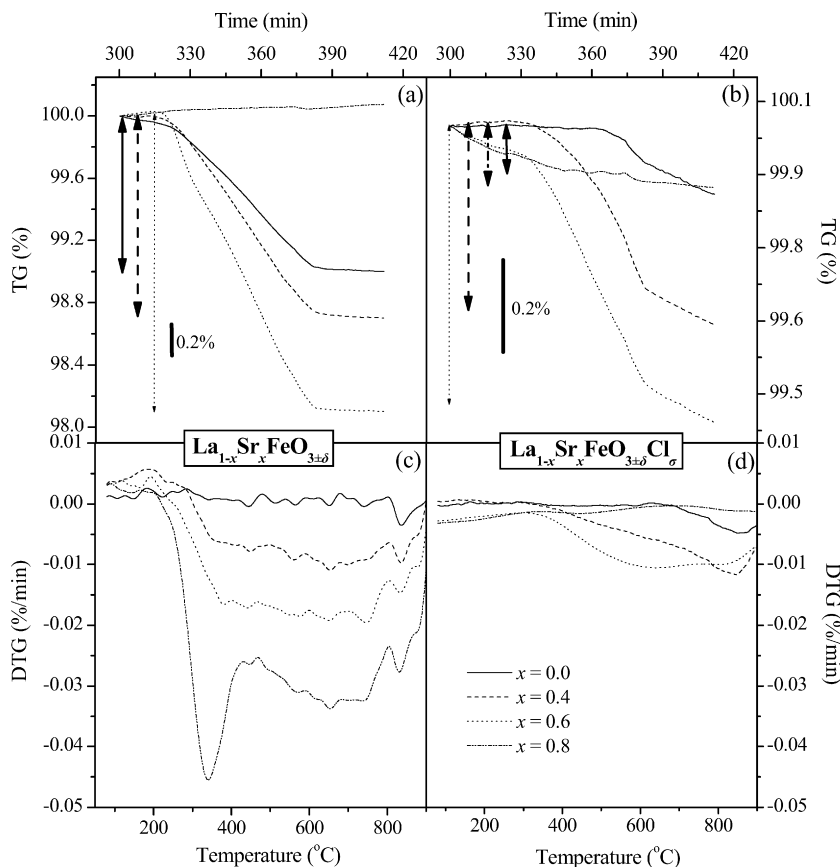 Time (min) Time (min)
300 330 360 390 420 300 330 360 390 420
(a) (b)
100.0
99.6
99.2
98.8
98.4
98.0
TG (%)
0.2%
100.1
99.9
99.8
99.6
99.5
TG (%)
0.2%
La1-xSrxFeO3±δ La1-xSrxFeO3±δClσ
(c) (d)
0.01
0.00
-0.01
-0.02
-0.03
-0.04
-0.05
DTG (%/min)
0.01
0.00
-0.01
-0.02
-0.03
-0.04
-0.05
DTG (%/min)
x = 0.0
x = 0.4
x = 0.6
x = 0.8
200 400 600 800 200 400 600 800
Temperature (oC) Temperature (oC)